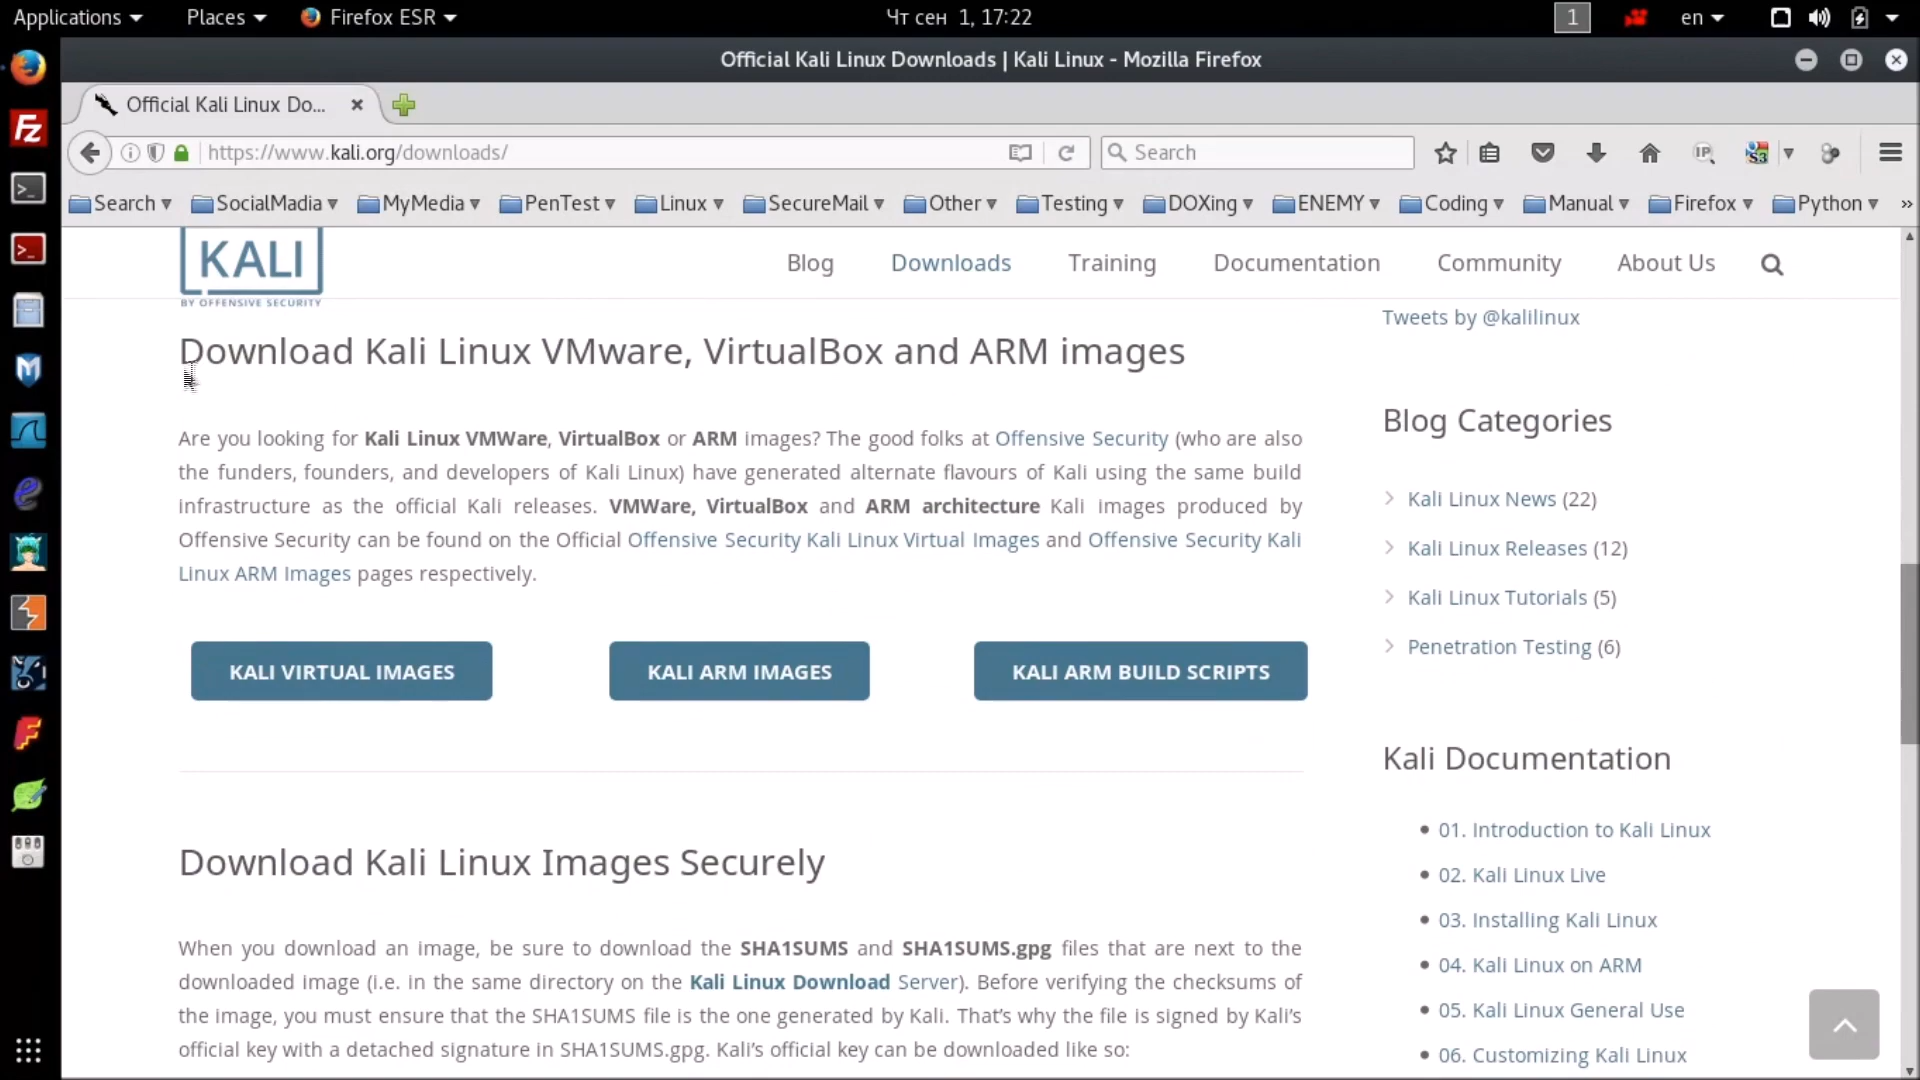 Applications Places Firefox ESR Чт сен 1, 17:22 1 en
Official Kali Linux Downloads | Kali Linux - Mozilla Firefox
Official Kali Linux Do...
https://www.kali.org/downloads/ Search
Search SocialMadia MyMedia PenTest Linux SecureMail Other Testing DOXing ENEMY Coding Manual Firefox Python »
KALI
BY OFFENSIVE SECURITY
Blog Downloads Training Documentation Community About Us
Download Kali Linux VMware, VirtualBox and ARM images
Are you looking for Kali Linux VMWare, VirtualBox or ARM images? The good folks at Offensive Security (who are also
the funders, founders, and developers of Kali Linux) have generated alternate flavours of Kali using the same build
infrastructure as the official Kali releases. VMWare, VirtualBox and ARM architecture Kali images produced by
Offensive Security can be found on the Official Offensive Security Kali Linux Virtual Images and Offensive Security Kali
Linux ARM Images pages respectively.
KALI VIRTUAL IMAGES KALI ARM IMAGES KALI ARM BUILD SCRIPTS
Download Kali Linux Images Securely
When you download an image, be sure to download the SHA1SUMS and SHA1SUMS.gpg files that are next to the
downloaded image (i.e. in the same directory on the Kali Linux Download Server). Before verifying the checksums of
the image, you must ensure that the SHA1SUMS file is the one generated by Kali. That’s why the file is signed by Kali’s
official key with a detached signature in SHA1SUMS.gpg. Kali’s official key can be downloaded like so:
Tweets by @kalilinux
Blog Categories
Kali Linux News (22)
Kali Linux Releases (12)
Kali Linux Tutorials (5)
Penetration Testing (6)
Kali Documentation
01. Introduction to Kali Linux
02. Kali Linux Live
03. Installing Kali Linux
04. Kali Linux on ARM
05. Kali Linux General Use
06. Customizing Kali Linux